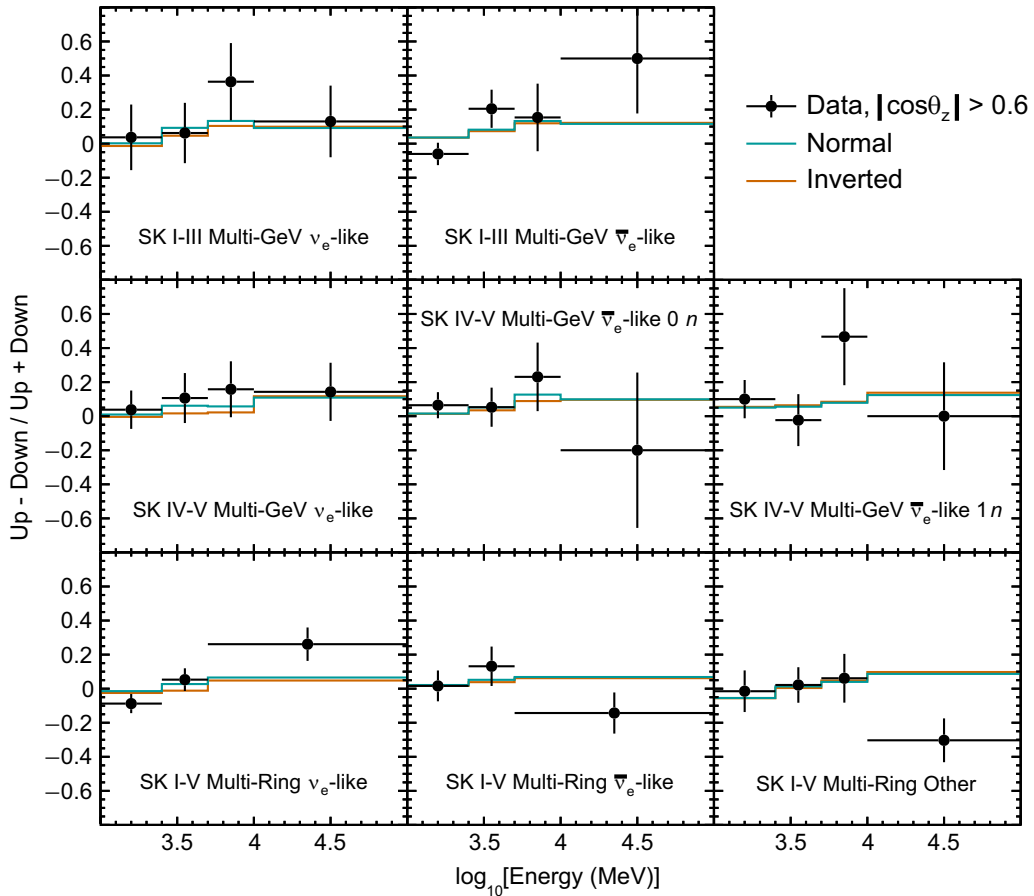 0.6
0.4
0.2
0
−0.2
−0.4
−0.6
SK I-III Multi-GeV νe-like
SK I-III Multi-GeV ν̅e-like
Data, |cosθz| > 0.6
Normal
Inverted
Up - Down / Up + Down
0.6
0.4
0.2
0
−0.2
−0.4
−0.6
SK IV-V Multi-GeV νe-like
SK IV-V Multi-GeV ν̅e-like 0 n
SK IV-V Multi-GeV ν̅e-like 1 n
0.6
0.4
0.2
0
−0.2
−0.4
−0.6
SK I-V Multi-Ring νe-like
SK I-V Multi-Ring ν̅e-like
SK I-V Multi-Ring Other
3.5 4 4.5 3.5 4 4.5 3.5 4 4.5 5
log10[Energy (MeV)]